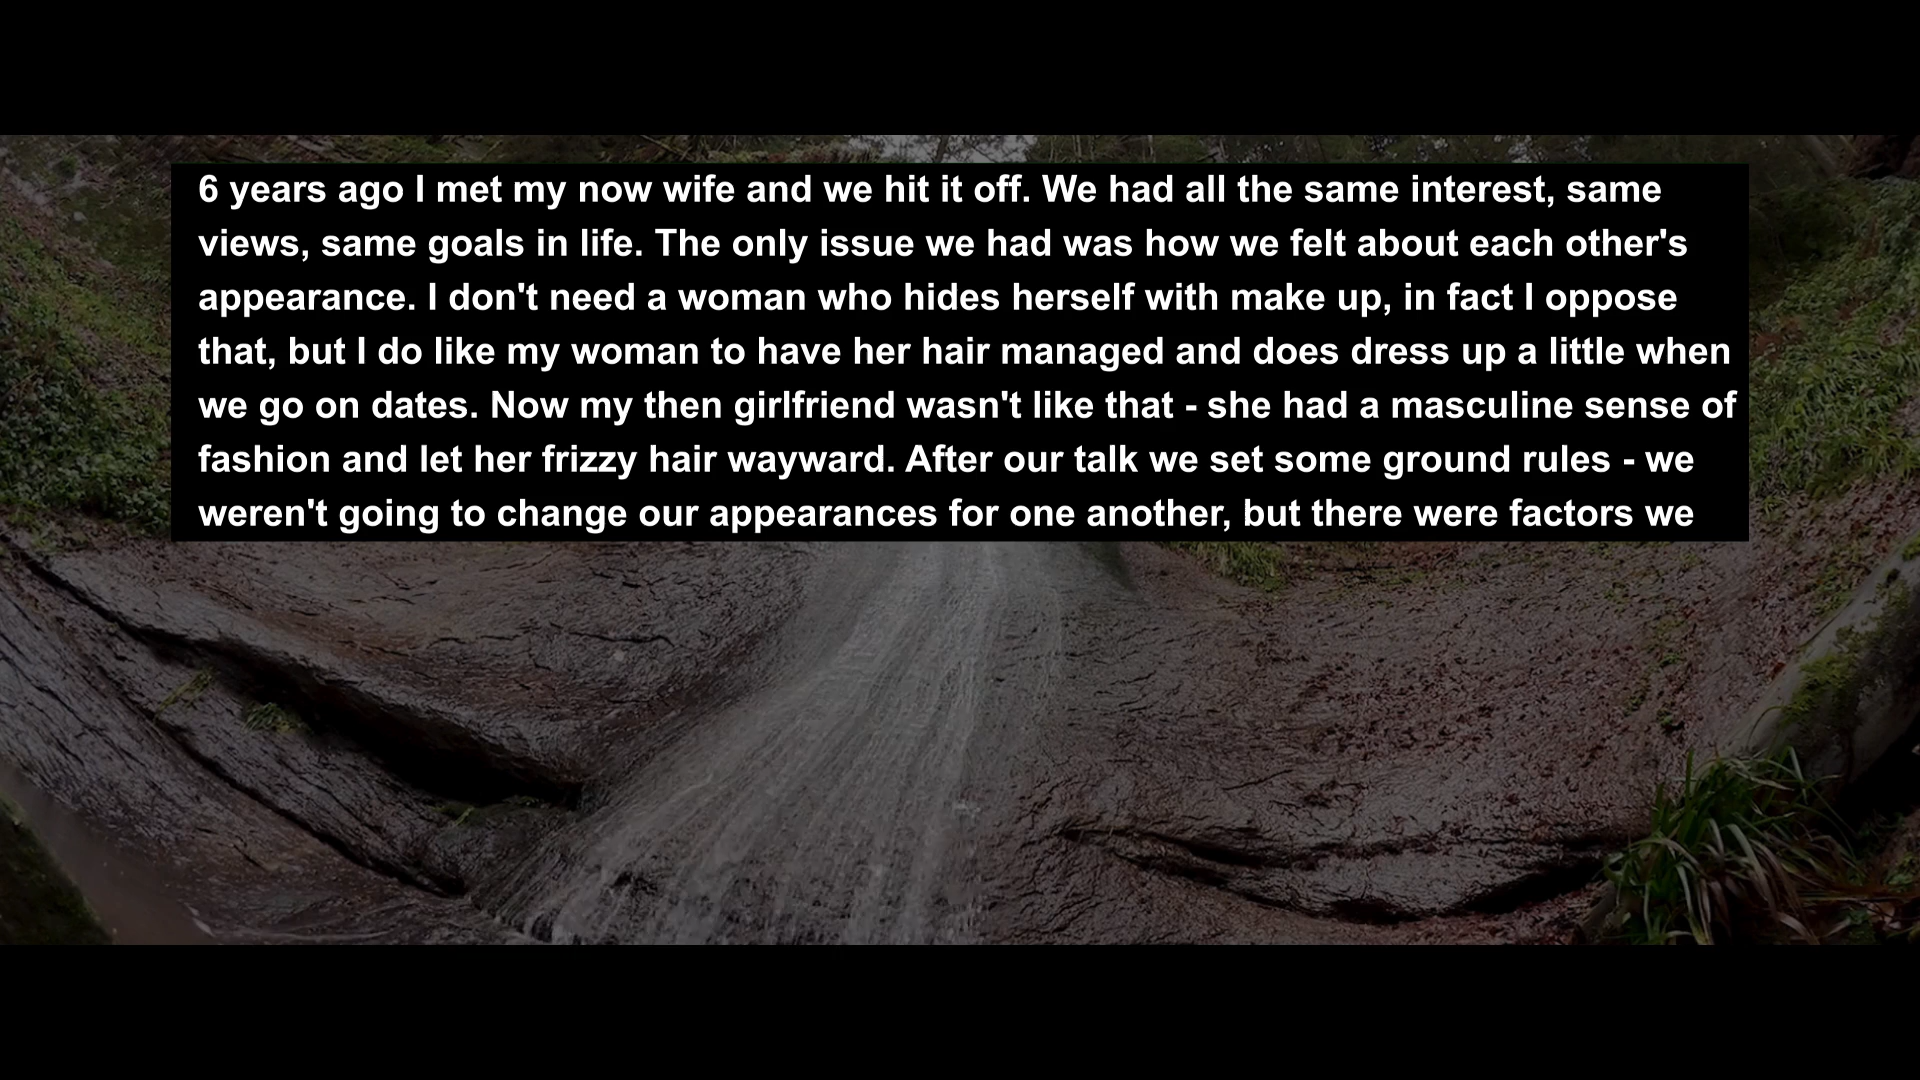 6 years ago I met my now wife and we hit it off. We had all the same interest, same
views, same goals in life. The only issue we had was how we felt about each other's
appearance. I don't need a woman who hides herself with make up, in fact I oppose
that, but I do like my woman to have her hair managed and does dress up a little when
we go on dates. Now my then girlfriend wasn't like that - she had a masculine sense of
fashion and let her frizzy hair wayward. After our talk we set some ground rules - we
weren't going to change our appearances for one another, but there were factors we